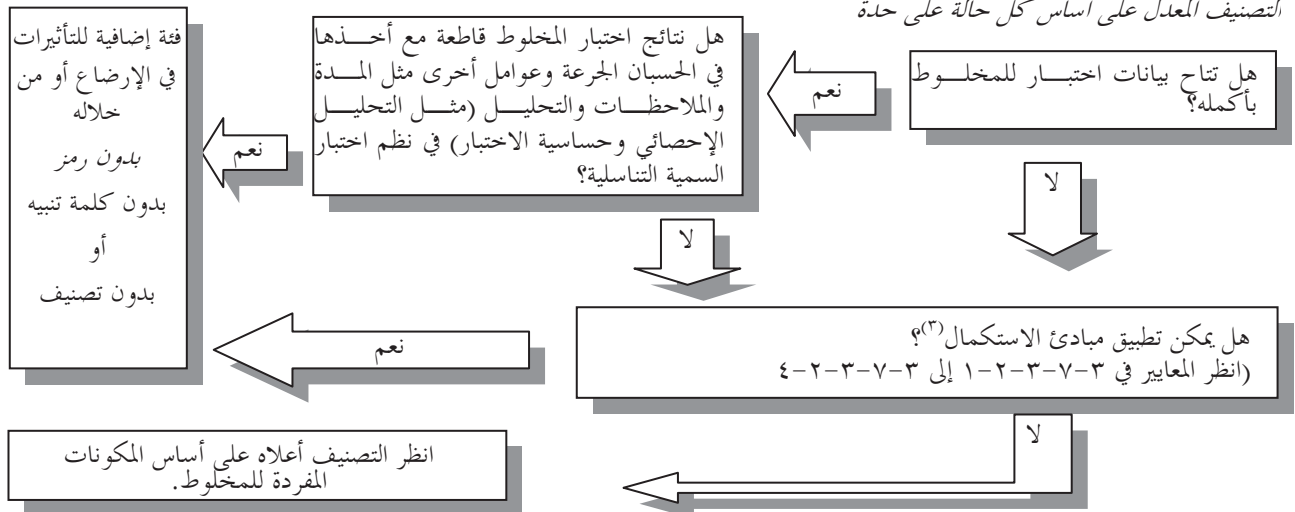 التصنيف المعدل على أساس كل حالة على حدة
هل تتاح بيانات اختبار للمخلوط
بأكمله؟
نعم
هل نتائج اختبار المخلوط قاطعة مع أخذها
في الحسبان الجرعة وعوامل أخرى مثل المدة
والملاحظات والتحليل (مثل التحليل
الإحصائي وحساسية الاختبار) في نظم اختبار
السمية التناسلية؟
نعم
فئة إضافية للتأثيرات
في الإرضاع أو من
خلاله
بدون رمز
بدون كلمة تنبيه
أو
بدون تصنيف
لا
لا
هل يمكن تطبيق مبادئ الاستكمال(٣)؟
(انظر المعايير في ٣-٧-٣-٢-١ إلى ٣-٧-٣-٢-٤
نعم
لا
انظر التصنيف أعلاه على أساس المكونات
المفردة للمخلوط.